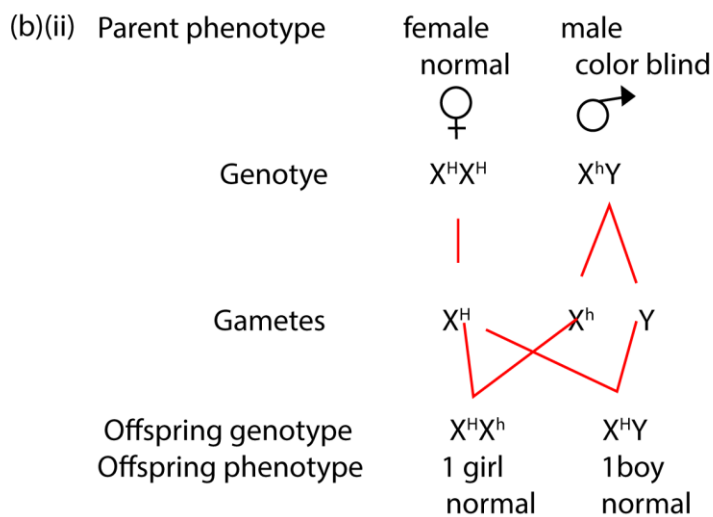 (b)(ii) Parent phenotype female male
normal color blind
Genotye XᴴXᴴ XʰY
Gametes Xᴴ Xʰ Y
Offspring genotype XᴴXʰ XᴴY
Offspring phenotype 1 girl 1boy
normal normal